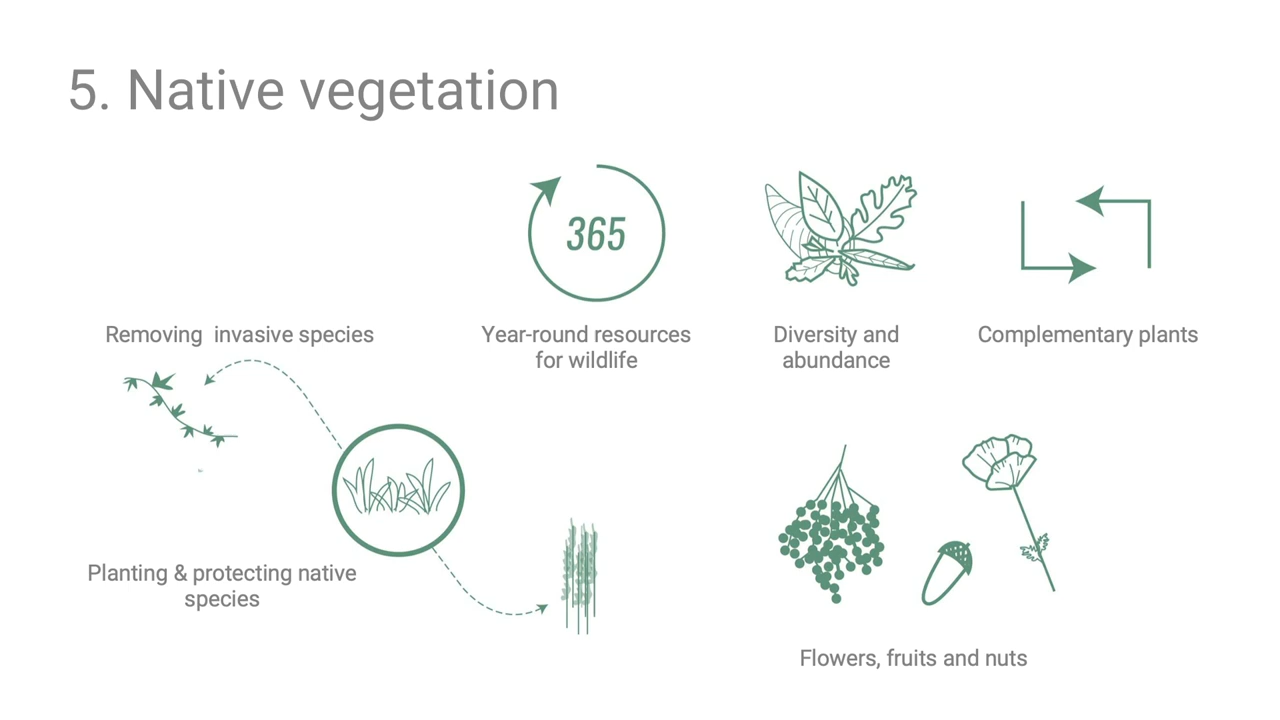 5. Native vegetation
365
Removing  invasive species
Year-round resources
for wildlife
Diversity and
abundance
Complementary plants
Planting & protecting native
species
Flowers, fruits and nuts